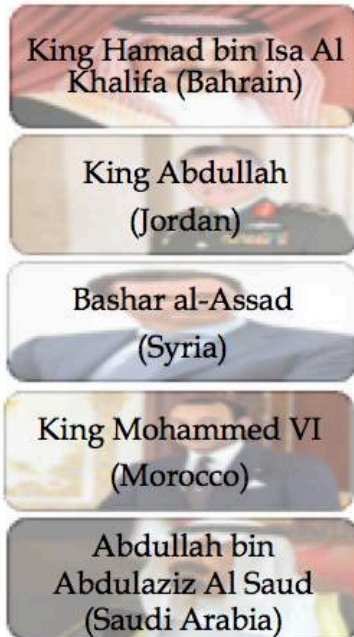 King Hamad bin Isa Al
Khalifa (Bahrain)
King Abdullah
(Jordan)
Bashar al-Assad
(Syria)
King Mohammed VI
(Morocco)
Abdullah bin
Abdulaziz Al Saud
(Saudi Arabia)